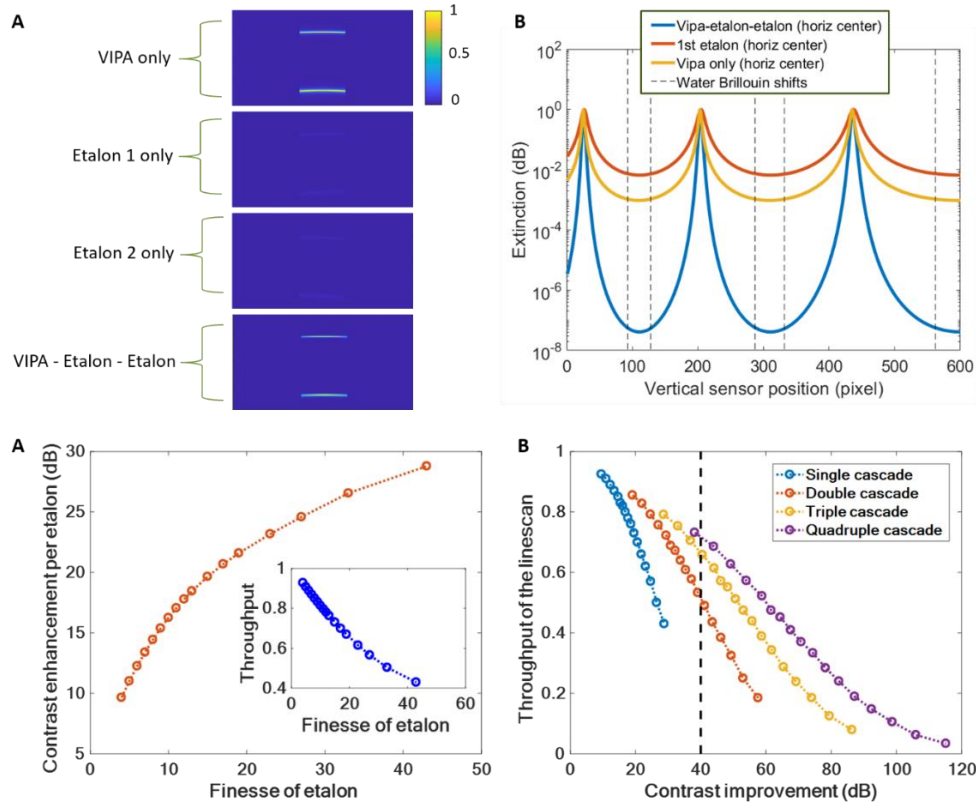 A
VIPA only
Etalon 1 only
Etalon 2 only
VIPA - Etalon - Etalon
1
0.5
0
B
Vipa-etalon-etalon (horiz center)
1st etalon (horiz center)
Vipa only (horiz center)
Water Brillouin shifts
Extinction (dB)
10^2
10^0
10^-2
10^-4
10^-6
10^-8
0 100 200 300 400 500 600
Vertical sensor position (pixel)
A
Contrast enhancement per etalon (dB)
30
25
20
15
10
5
0 10 20 30 40 50
Finesse of etalon
Throughput
1
0.8
0.6
0.4
0 20 40 60
Finesse of etalon
B
Throughput of the linescan
1
0.8
0.6
0.4
0.2
0
0 20 40 60 80 100 120
Contrast improvement (dB)
Single cascade
Double cascade
Triple cascade
Quadruple cascade